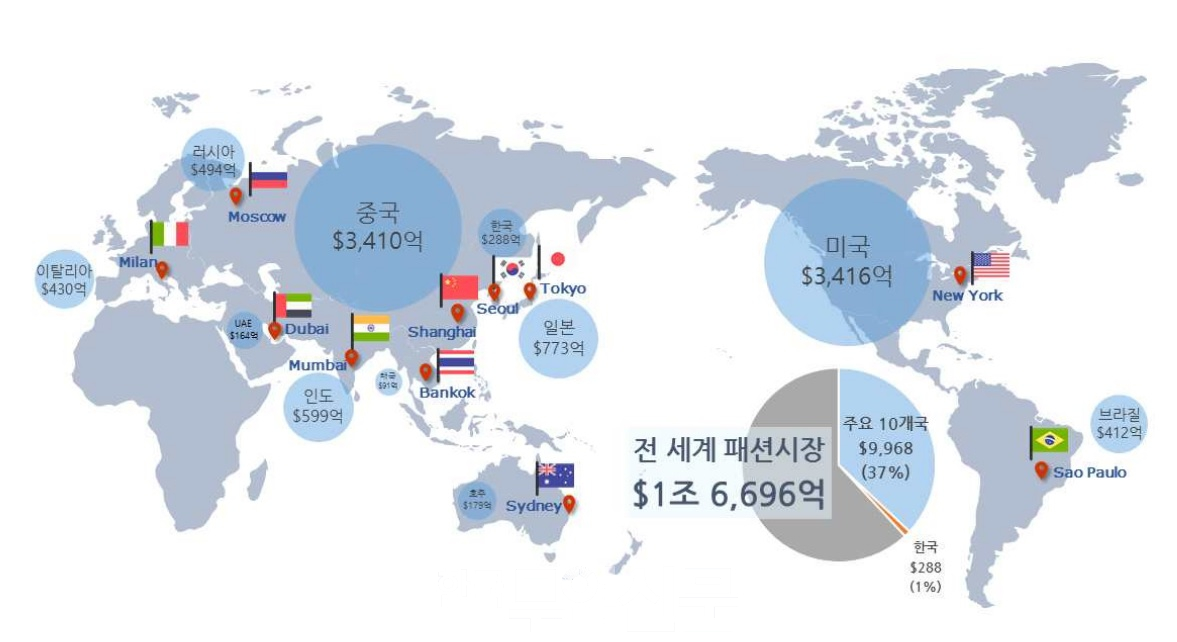 러시아
$494억
Moscow
중국
$3,410억
한국
$288억
이탈리아
$430억
Milan
Tokyo
Seoul
UAE
$164억
Dubai
Shanghai
일본
$773억
Mumbai
인도
$599억
태국
$91억
Bankok
호주
$179억
Sydney
미국
$3,416억
New York
브라질
$412억
Sao Paulo
전 세계 패션시장
$1조 6,696억
주요 10개국
$9,968
(37%)
한국
$288
(1%)